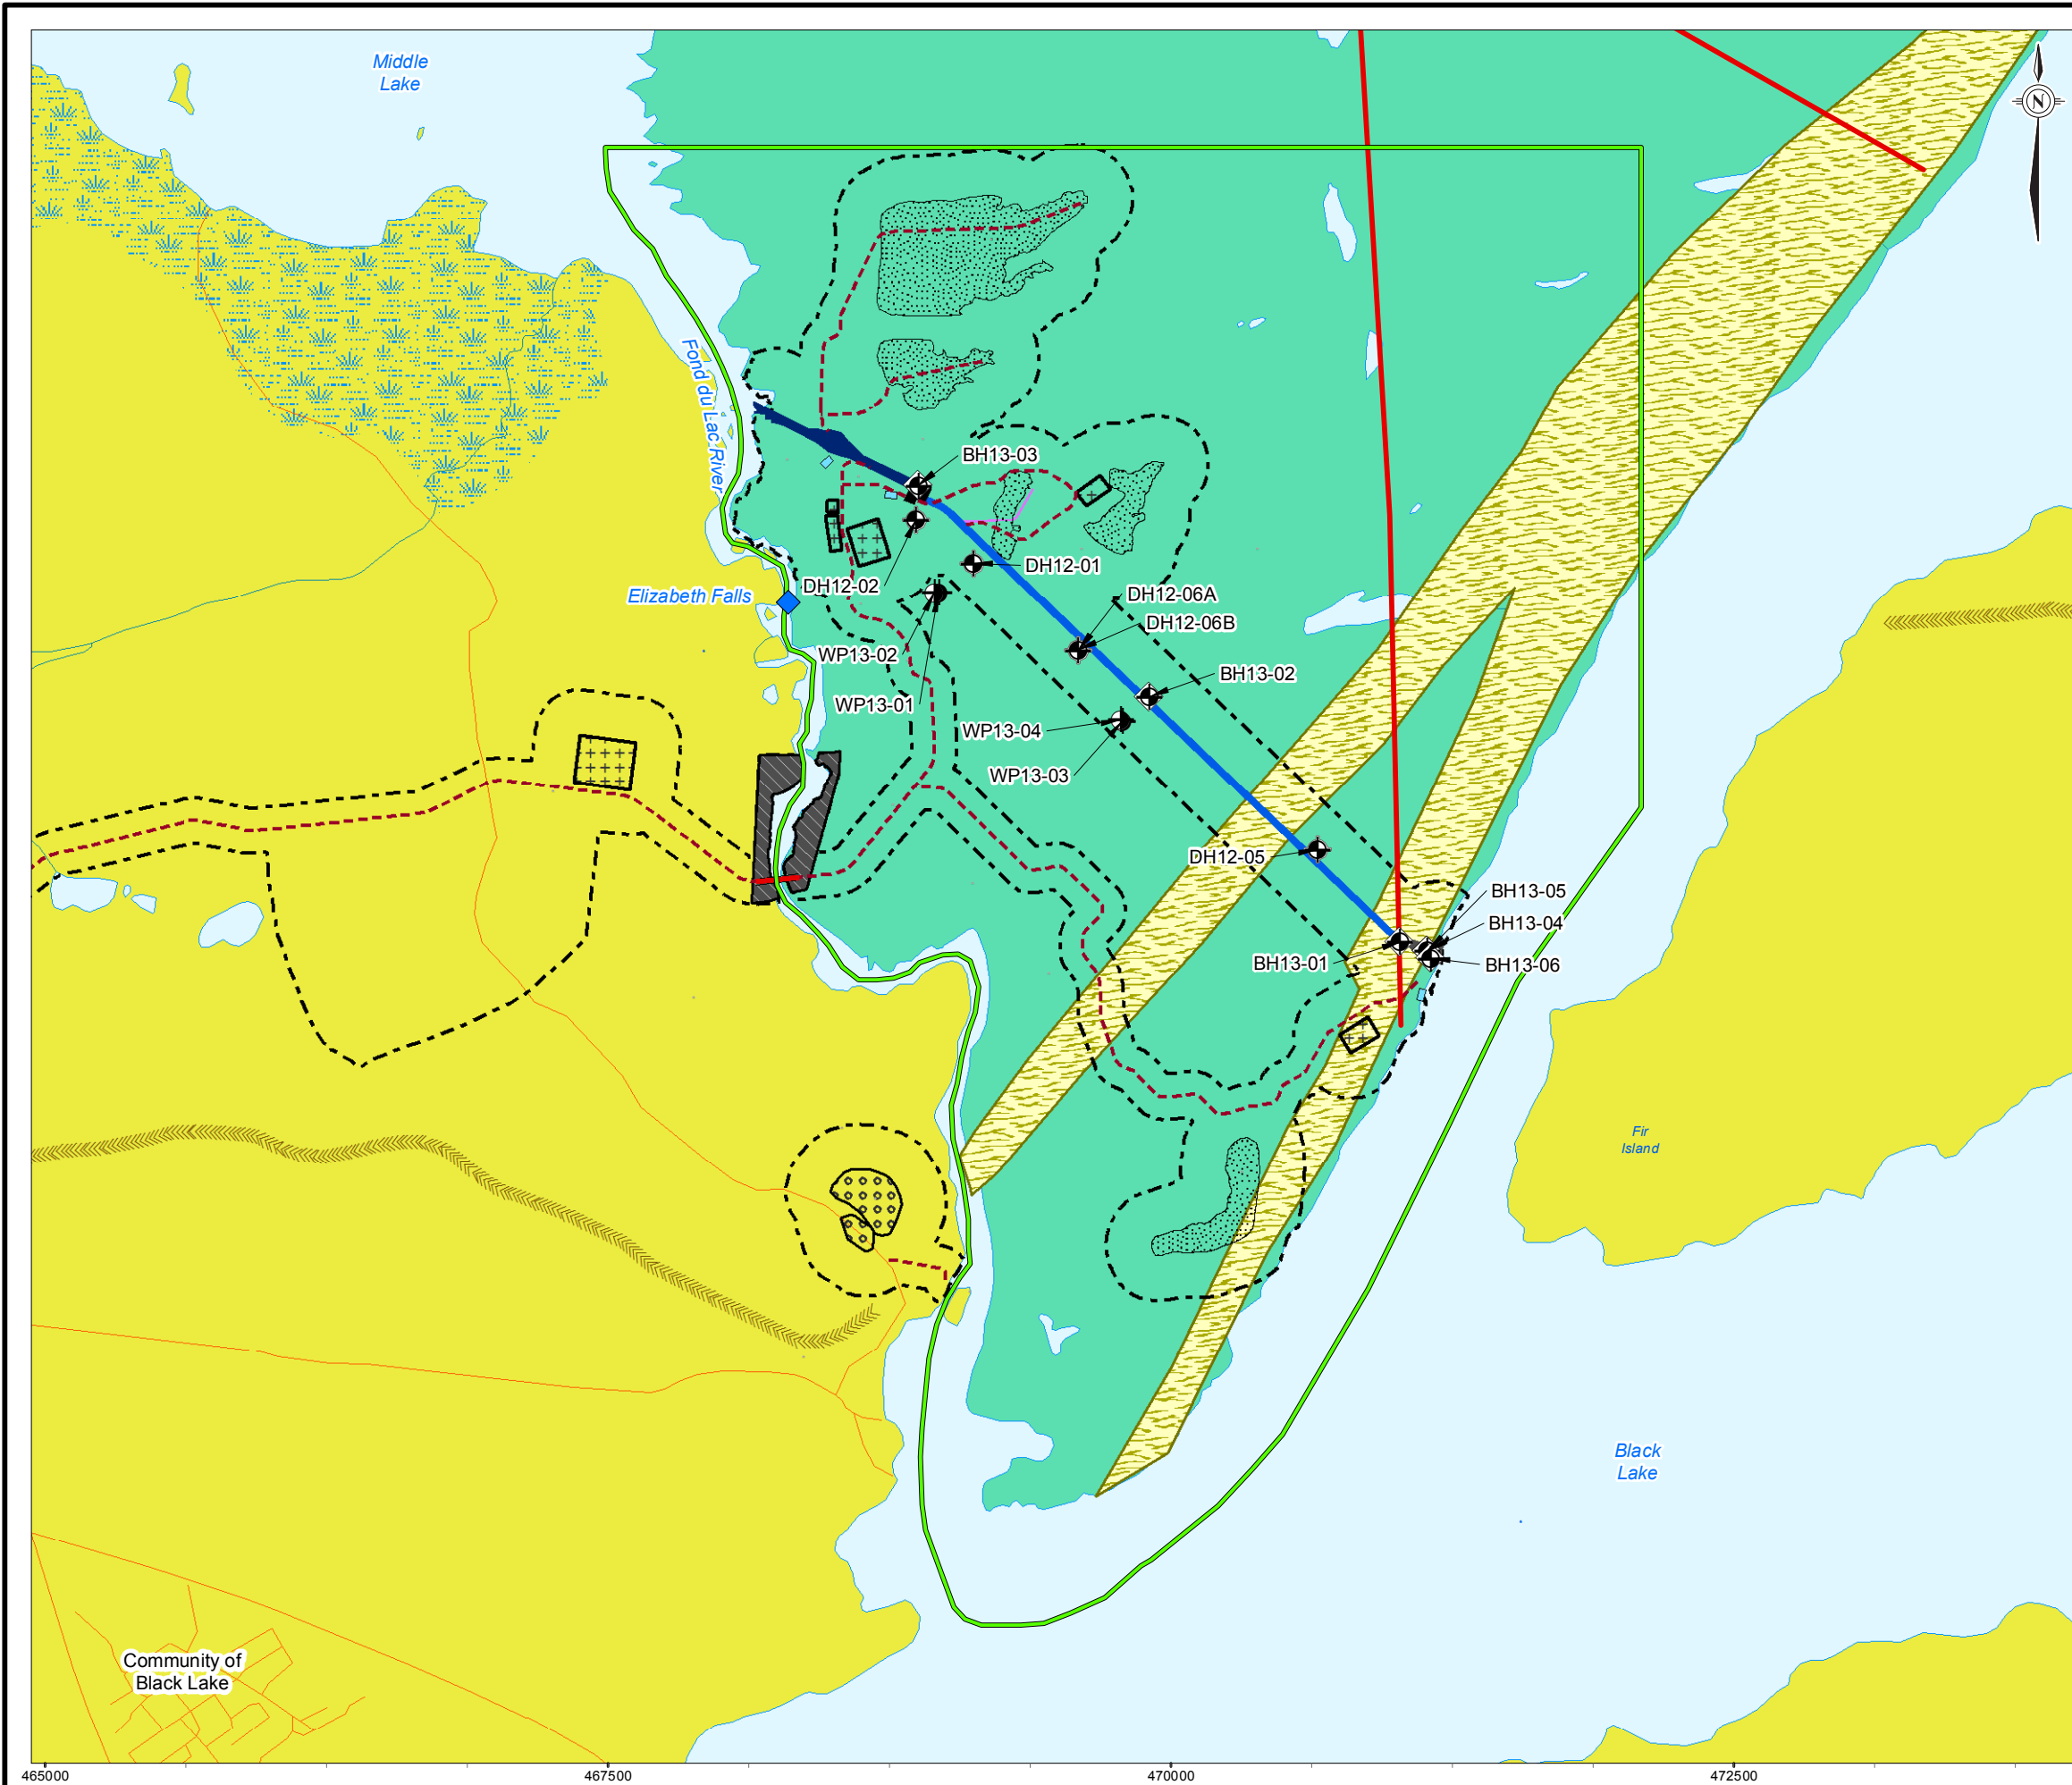 Middle
Lake
N
Fond du Lac River
BH13-03
DH12-01
DH12-02
Elizabeth Falls
DH12-06A
DH12-06B
WP13-02
BH13-02
WP13-01
WP13-04
WP13-03
DH12-05
BH13-05
BH13-04
BH13-01
BH13-06
Fir
Island
Black
Lake
Community of
Black Lake
465000
467500
470000
472500